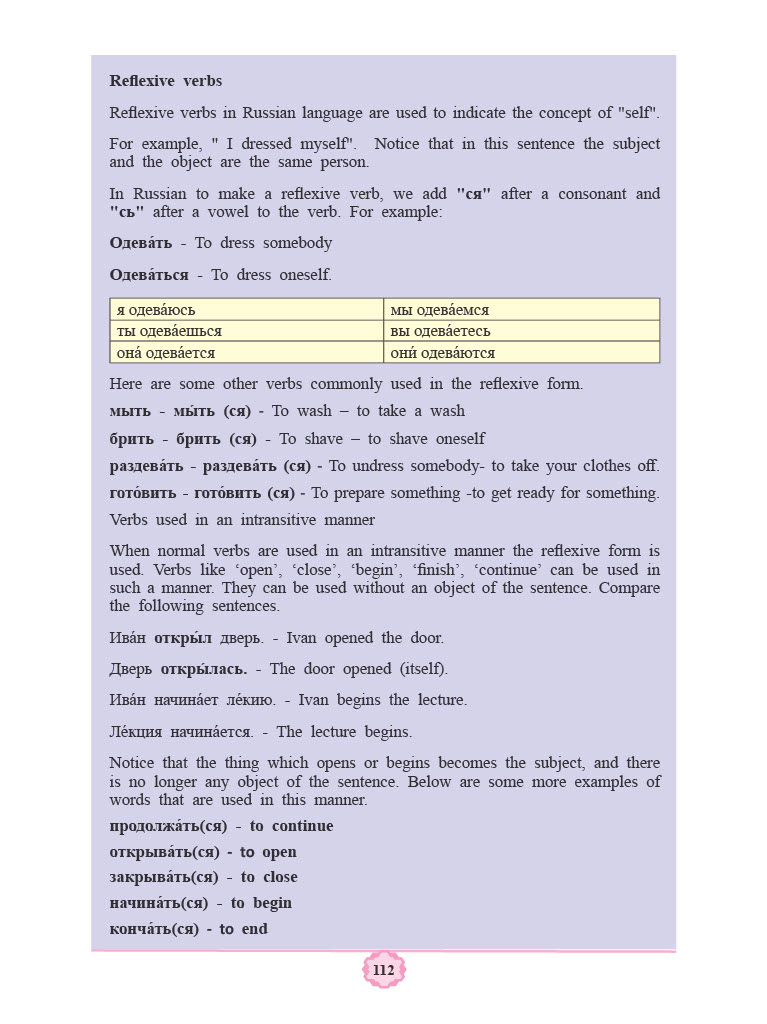 Reflexive verbs
Reflexive verbs in Russian language are used to indicate the concept of "self".
For example, " I dressed myself". Notice that in this sentence the subject
and the object are the same person.
In Russian to make a reflexive verb, we add "ся" after a consonant and
"сь" after a vowel to the verb. For example:
Одева́ть - To dress somebody
Одева́ться - To dress oneself.
я одева́юсь	мы одева́емся
ты одева́ешься	вы одева́етесь
она́ одева́ется	они́ одева́ются
Here are some other verbs commonly used in the reflexive form.
мыть - мы́ть (ся) - To wash – to take a wash
брить - брить (ся) - To shave – to shave oneself
раздева́ть - раздева́ть (ся) - To undress somebody- to take your clothes off.
гото́вить - гото́вить (ся) - To prepare something -to get ready for something.
Verbs used in an intransitive manner
When normal verbs are used in an intransitive manner the reflexive form is
used. Verbs like ‘open’, ‘close’, ‘begin’, ‘finish’, ‘continue’ can be used in
such a manner. They can be used without an object of the sentence. Compare
the following sentences.
Ива́н откры́л дверь. - Ivan opened the door.
Дверь откры́лась. - The door opened (itself).
Ива́н начина́ет ле́кию. - Ivan begins the lecture.
Ле́кция начина́ется. - The lecture begins.
Notice that the thing which opens or begins becomes the subject, and there
is no longer any object of the sentence. Below are some more examples of
words that are used in this manner.
продолжа́ть(ся) - to continue
открыва́ть(ся) - to open
закрыва́ть(ся) - to close
начина́ть(ся) - to begin
конча́ть(ся) - to end
112